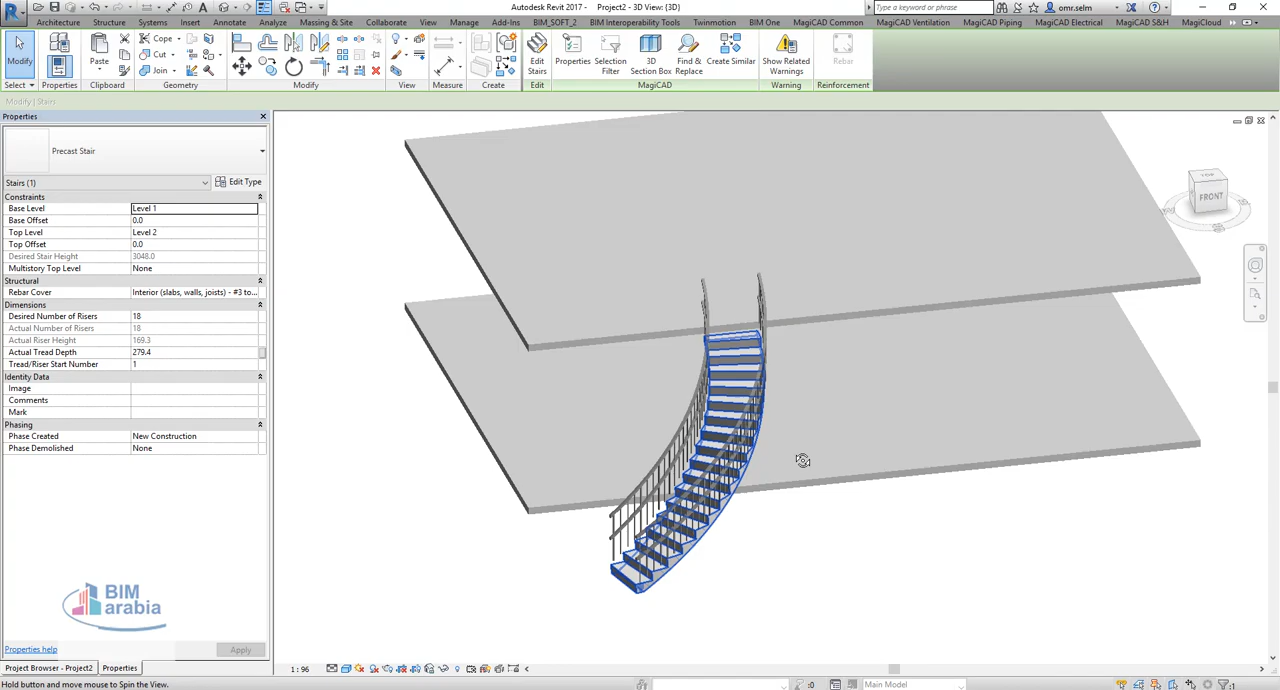 Autodesk Revit 2017 - Project2 - 3D View: {3D}
Type a keyword or phrase
omr.selm
Architecture Structure Systems Insert Annotate Analyze Massing & Site Collaborate View Manage Add-Ins BIM_SOFT_2 BIM Interoperability Tools Twinmotion BIM One MagiCAD Common MagiCAD Ventilation MagiCAD Piping MagiCAD Electrical MagiCAD S&H MagiCloud
Modify
Paste
Cope
Cut
Join
Edit Stairs
Properties
Selection Filter
3D Section Box
Find & Replace
Create Similar
Show Related Warnings
Rebar
Select Properties Clipboard Geometry Modify View Measure Create Edit MagiCAD Warning Reinforcement
Modify | Stairs
Properties
Precast Stair
Stairs (1)
Edit Type
Constraints
Base Level Level 1
Base Offset 0.0
Top Level Level 2
Top Offset 0.0
Desired Stair Height 3048.0
Multistory Top Level None
Structural
Rebar Cover Interior (slabs, walls, joists) - #3 to...
Dimensions
Desired Number of Risers 18
Actual Number of Risers 18
Actual Riser Height 169.3
Actual Tread Depth 279.4
Tread/Riser Start Number 1
Identity Data
Image
Comments
Mark
Phasing
Phase Created New Construction
Phase Demolished None
BIM
arabia
Properties help
Apply
Project Browser - Project2
Properties
TOP
FRONT
1 : 96
Hold button and move mouse to Spin the View.
:0
Main Model
:1